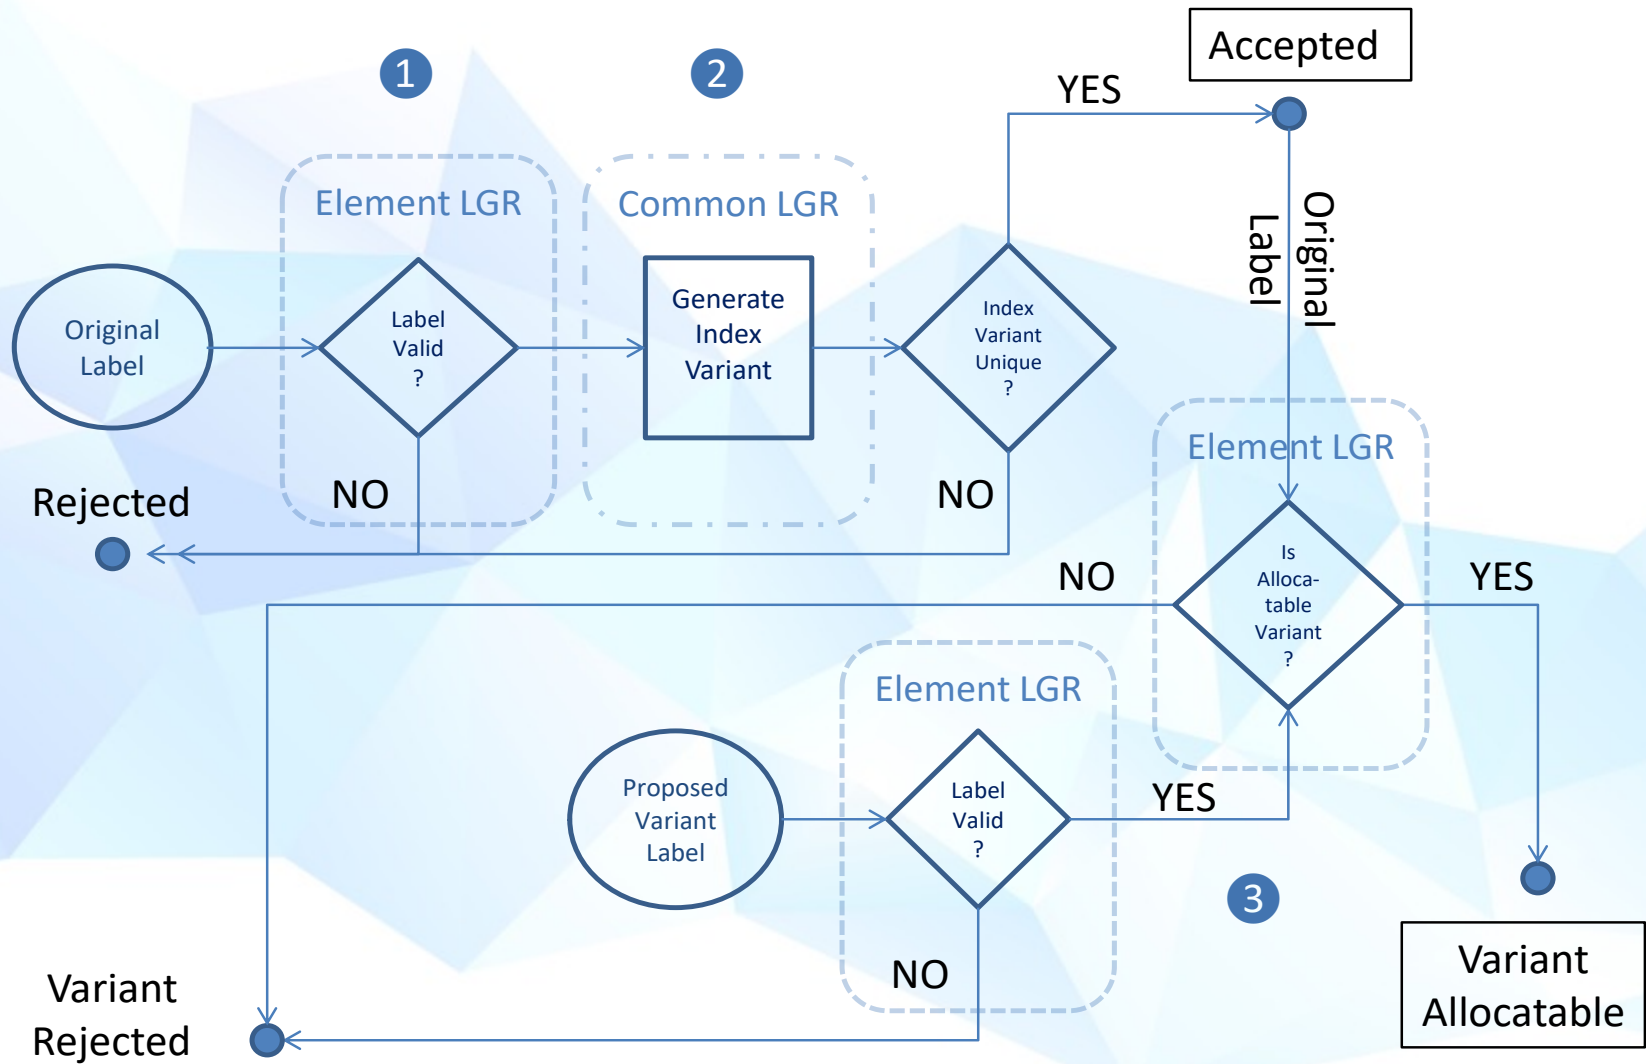 1
2
Accepted
YES
Element LGR
Common LGR
Original
Label
Original
Label
Label
Valid
?
Generate
Index
Variant
Index
Variant
Unique
?
Element LGR
Rejected
NO
NO
Is
Alloca-
table
Variant
?
NO
YES
Element LGR
Proposed
Variant
Label
Label
Valid
?
YES
3
NO
Variant
Rejected
Variant
Allocatable